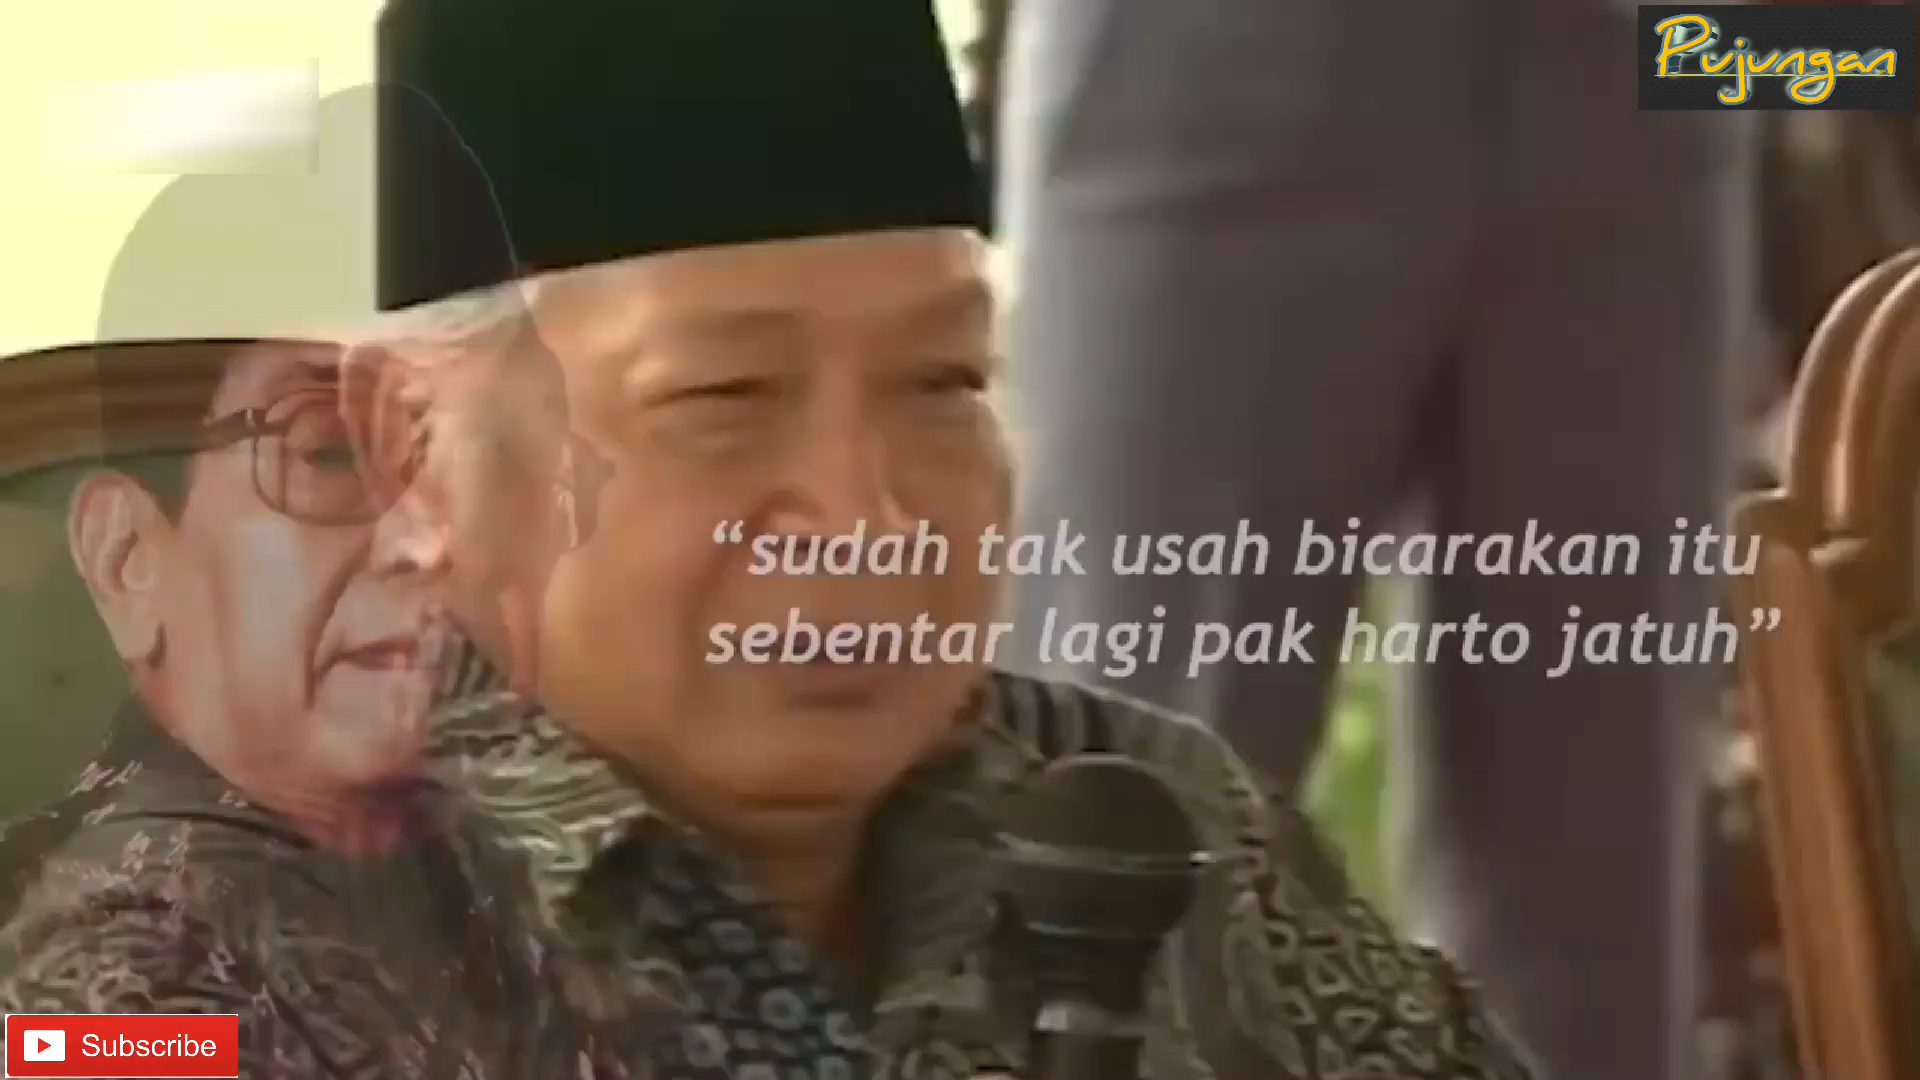 Pujungan
“sudah tak usah bicarakan itu
sebentar lagi pak harto jatuh”
Subscribe